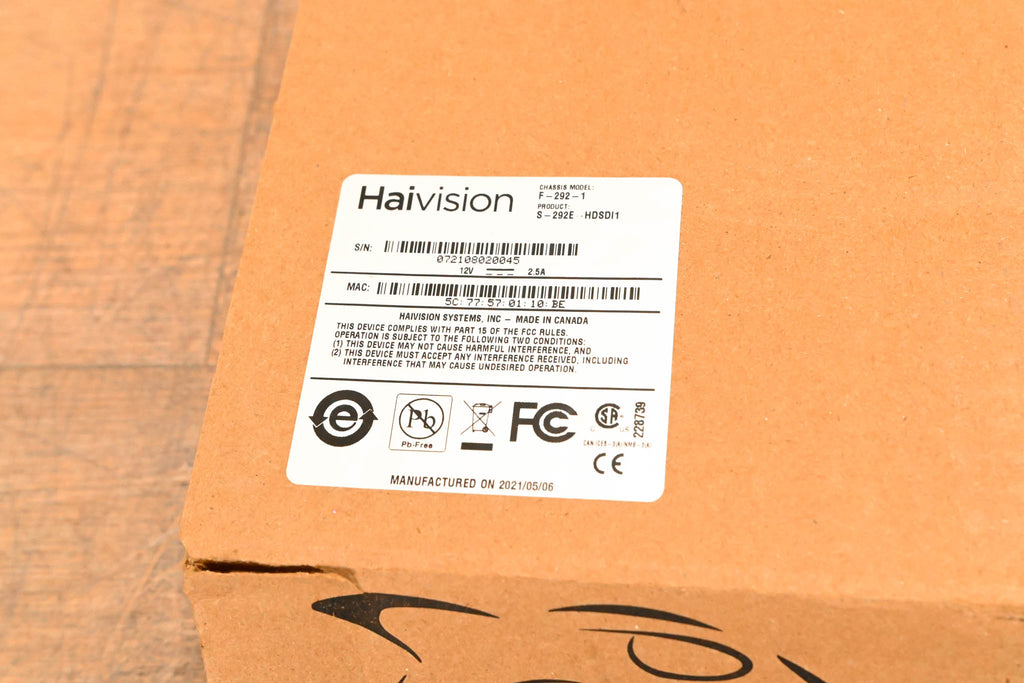 Haivision
CHASSIS MODEL:
F-292-1
PRODUCT:
S-292E -HDSDI1
S/N:
072108020045
12V 2.5A
MAC:
5C:77:57:01:10:BE
HAIVISION SYSTEMS, INC – MADE IN CANADA
THIS DEVICE COMPLIES WITH PART 15 OF THE FCC RULES.
OPERATION IS SUBJECT TO THE FOLLOWING TWO CONDITIONS:
(1) THIS DEVICE MAY NOT CAUSE HARMFUL INTERFERENCE, AND
(2) THIS DEVICE MUST ACCEPT ANY INTERFERENCE RECEIVED, INCLUDING
INTERFERENCE THAT MAY CAUSE UNDESIRED OPERATION.
e
Pb
Pb-Free
FC
SA
228739
CE
MANUFACTURED ON 2021/05/06